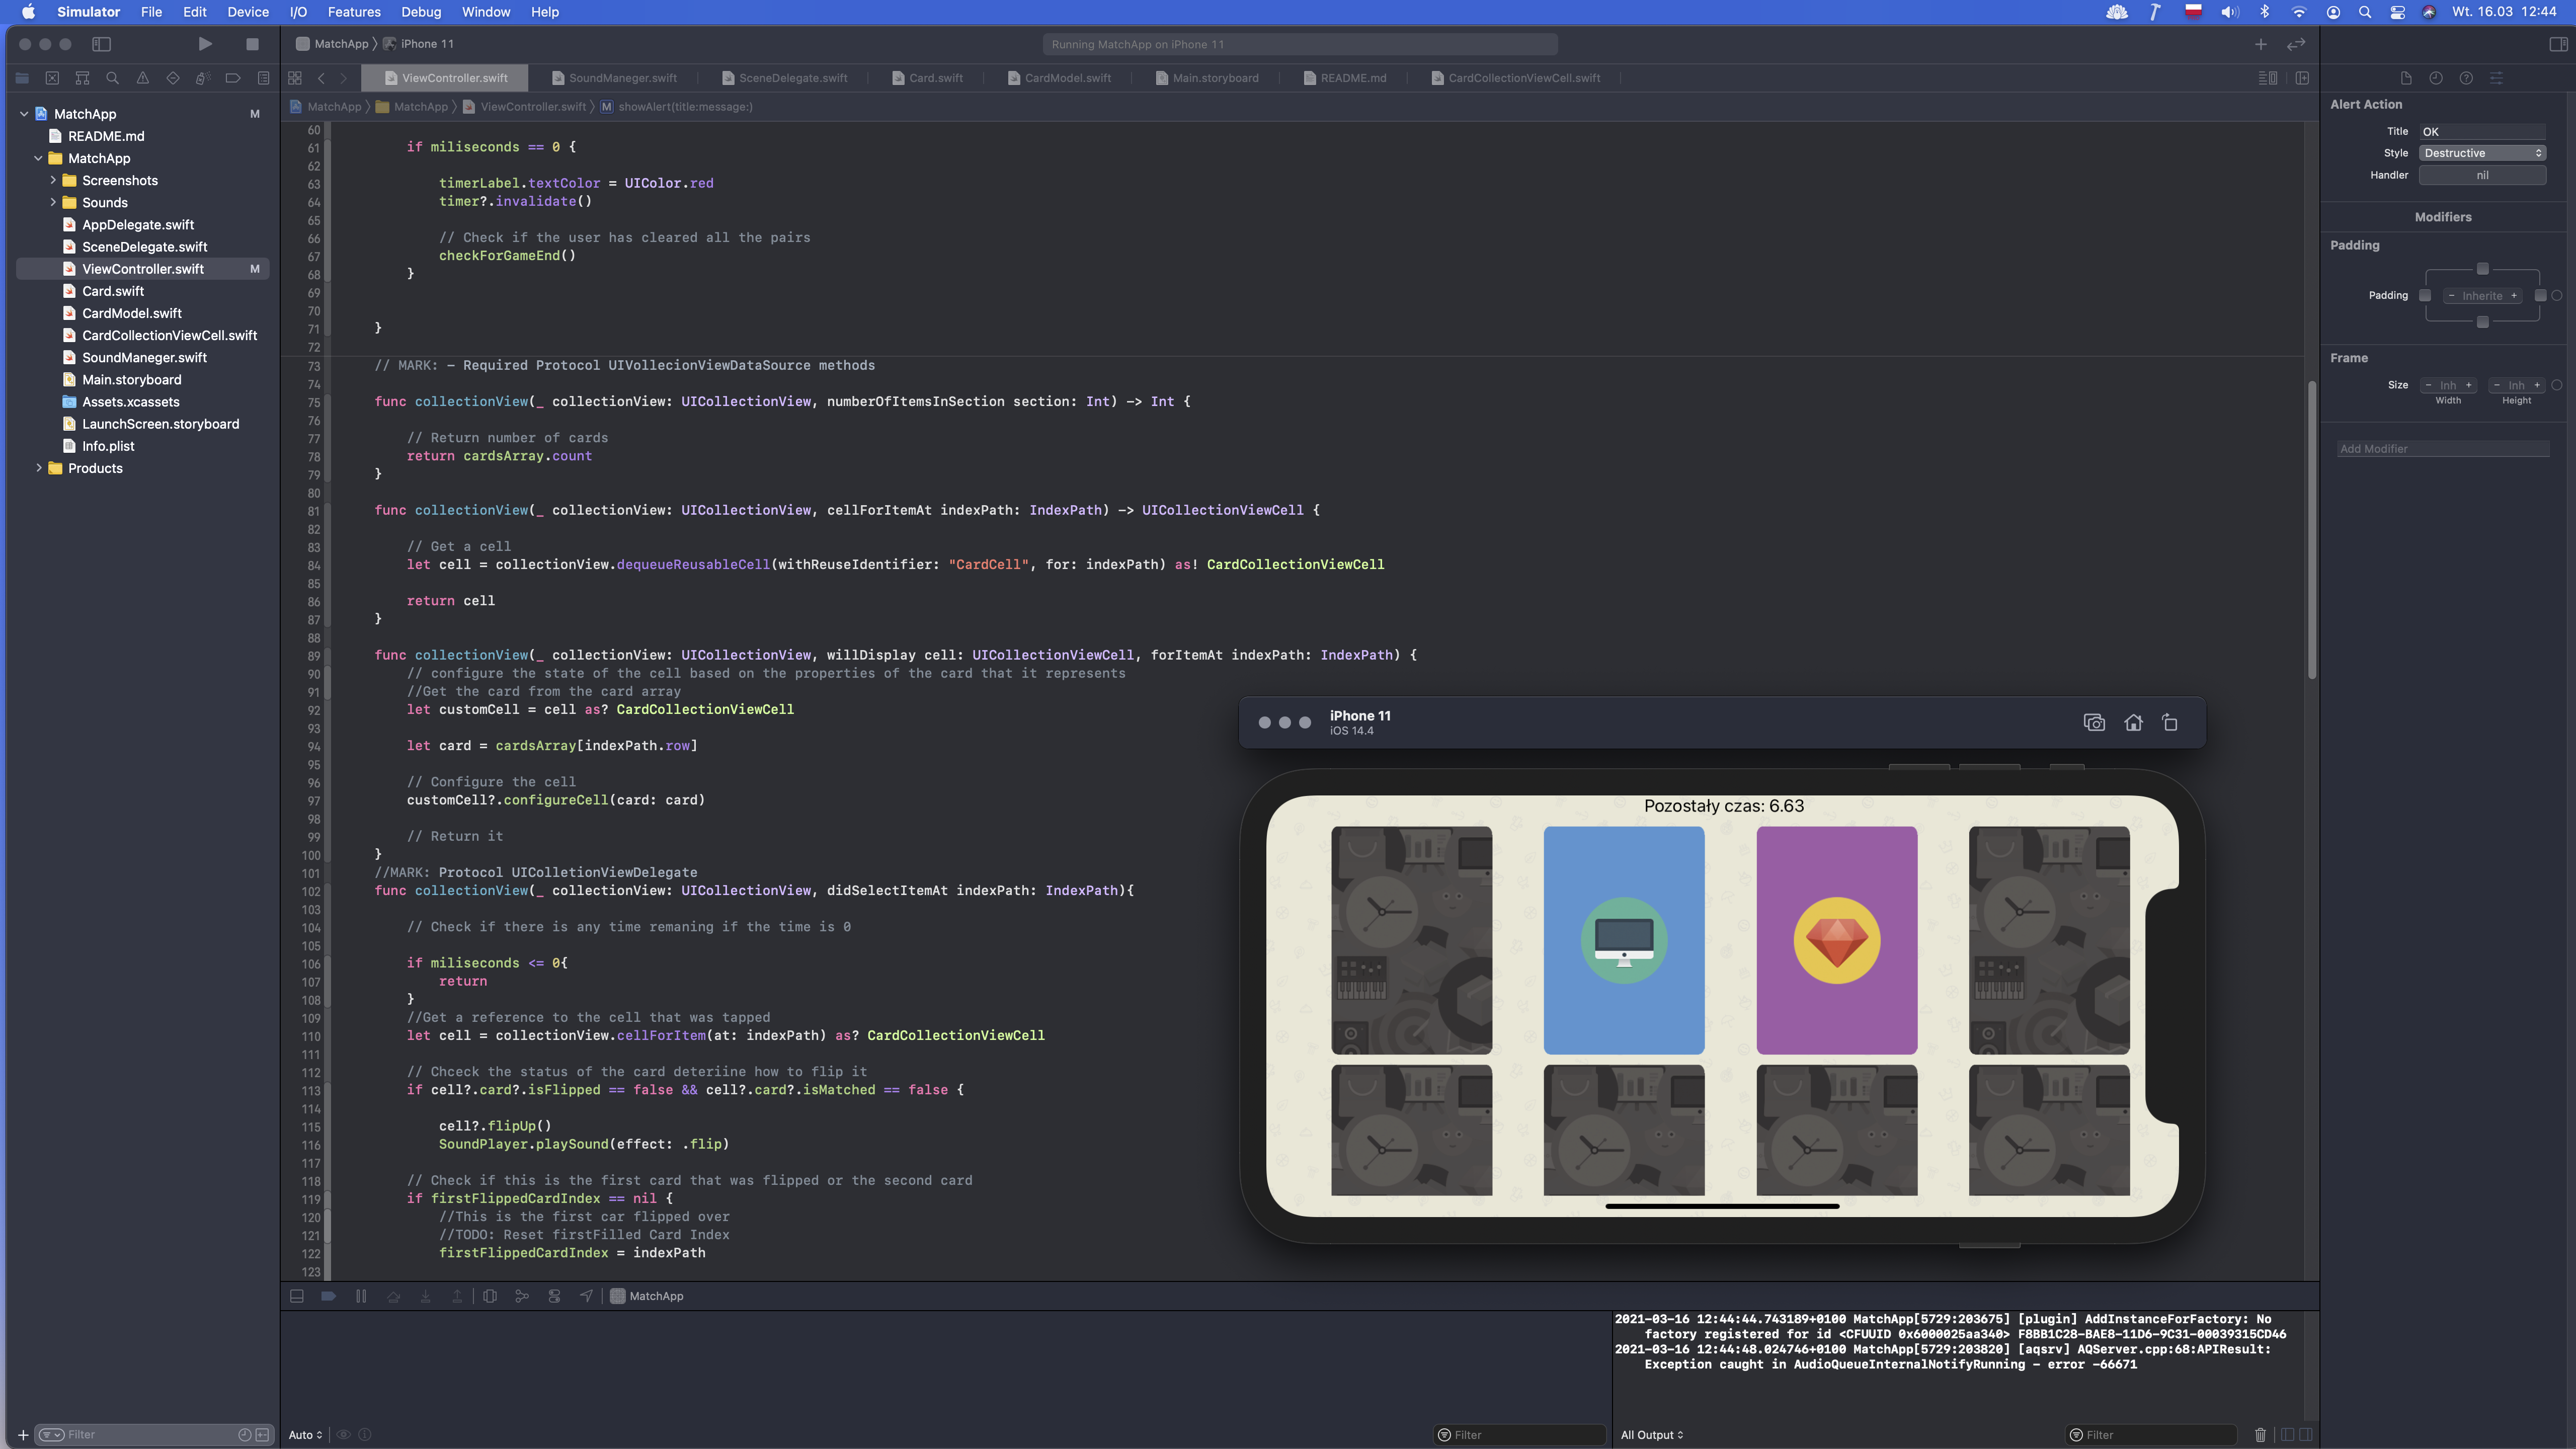 Simulator File Edit Device I/O Features Debug Window Help
Wt. 16.03 12:44
MatchApp iPhone 11
Running MatchApp on iPhone 11
ViewController.swift SoundManeger.swift SceneDelegate.swift Card.swift CardModel.swift Main.storyboard README.md CardCollectionViewCell.swift
MatchApp MatchApp ViewController.swift M showAlert(title:message:)
MatchApp M
README.md
MatchApp
Screenshots
Sounds
AppDelegate.swift
SceneDelegate.swift
ViewController.swift M
Card.swift
CardModel.swift
CardCollectionViewCell.swift
SoundManeger.swift
Main.storyboard
Assets.xcassets
LaunchScreen.storyboard
Info.plist
Products
Filter
60
61 if miliseconds == 0 {
62
63 timerLabel.textColor = UIColor.red
64 timer?.invalidate()
65
66 // Check if the user has cleared all the pairs
67 checkForGameEnd()
68 }
69
70
71 }
72
73 // MARK: - Required Protocol UIVollecionViewDataSource methods
74
75 func collectionView(_ collectionView: UICollectionView, numberOfItemsInSection section: Int) -> Int {
76
77 // Return number of cards
78 return cardsArray.count
79 }
80
81 func collectionView(_ collectionView: UICollectionView, cellForItemAt indexPath: IndexPath) -> UICollectionViewCell {
82
83 // Get a cell
84 let cell = collectionView.dequeueReusableCell(withReuseIdentifier: "CardCell", for: indexPath) as! CardCollectionViewCell
85
86 return cell
87 }
88
89 func collectionView(_ collectionView: UICollectionView, willDisplay cell: UICollectionViewCell, forItemAt indexPath: IndexPath) {
90 // configure the state of the cell based on the properties of the card that it represents
91 //Get the card from the card array
92 let customCell = cell as? CardCollectionViewCell
93
94 let card = cardsArray[indexPath.row]
95
96 // Configure the cell
97 customCell?.configureCell(card: card)
98
99 // Return it
100 }
101 //MARK: Protocol UIColletionViewDelegate
102 func collectionView(_ collectionView: UICollectionView, didSelectItemAt indexPath: IndexPath){
103
104 // Check if there is any time remaning if the time is 0
105
106 if miliseconds <= 0{
107 return
108 }
109 //Get a reference to the cell that was tapped
110 let cell = collectionView.cellForItem(at: indexPath) as? CardCollectionViewCell
111
112 // Chceck the status of the card deteriine how to flip it
113 if cell?.card?.isFlipped == false && cell?.card?.isMatched == false {
114
115 cell?.flipUp()
116 SoundPlayer.playSound(effect: .flip)
117
118 // Check if this is the first card that was flipped or the second card
119 if firstFlippedCardIndex == nil {
120 //This is the first car flipped over
121 //TODO: Reset firstFilled Card Index
122 firstFlippedCardIndex = indexPath
123
iPhone 11
iOS 14.4
Pozostały czas: 6.63
MatchApp
2021-03-16 12:44:44.743189+0100 MatchApp[5729:203675] [plugin] AddInstanceForFactory: No
factory registered for id <CFUUID 0x6000025aa340> F8BB1C28-BAE8-11D6-9C31-00039315CD46
2021-03-16 12:44:48.024746+0100 MatchApp[5729:203820] [aqsrv] AQServer.cpp:68:APIResult:
Exception caught in AudioQueueInternalNotifyRunning - error -66671
Auto Filter
All Output Filter
Alert Action
Title OK
Style Destructive
Handler nil
Modifiers
Padding
Padding - Inherite +
Frame
Size - Inh + - Inh +
Width Height
Add Modifier